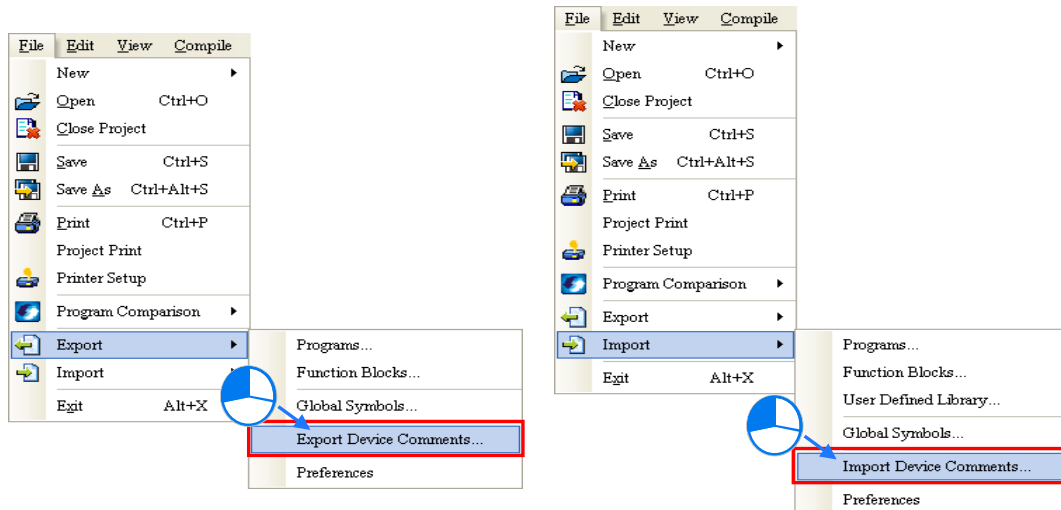 File Edit View Compile
New
Open Ctrl+O
Close Project
Save Ctrl+S
Save As Ctrl+Alt+S
Print Ctrl+P
Project Print
Printer Setup
Program Comparison
Export
Import
Exit Alt+X
Programs...
Function Blocks...
Global Symbols...
Export Device Comments...
Preferences
File Edit View Compile
New
Open Ctrl+O
Close Project
Save Ctrl+S
Save As Ctrl+Alt+S
Print Ctrl+P
Project Print
Printer Setup
Program Comparison
Export
Import
Exit Alt+X
Programs...
Function Blocks...
User Defined Library...
Global Symbols...
Import Device Comments...
Preferences